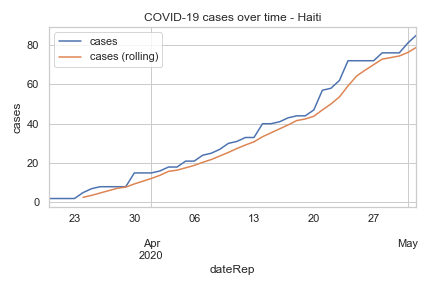 COVID-19 cases over time - Haiti
cases
cases (rolling)
cases
80
60
40
20
0
23 30 06 13 20 27
Apr May
2020
dateRep